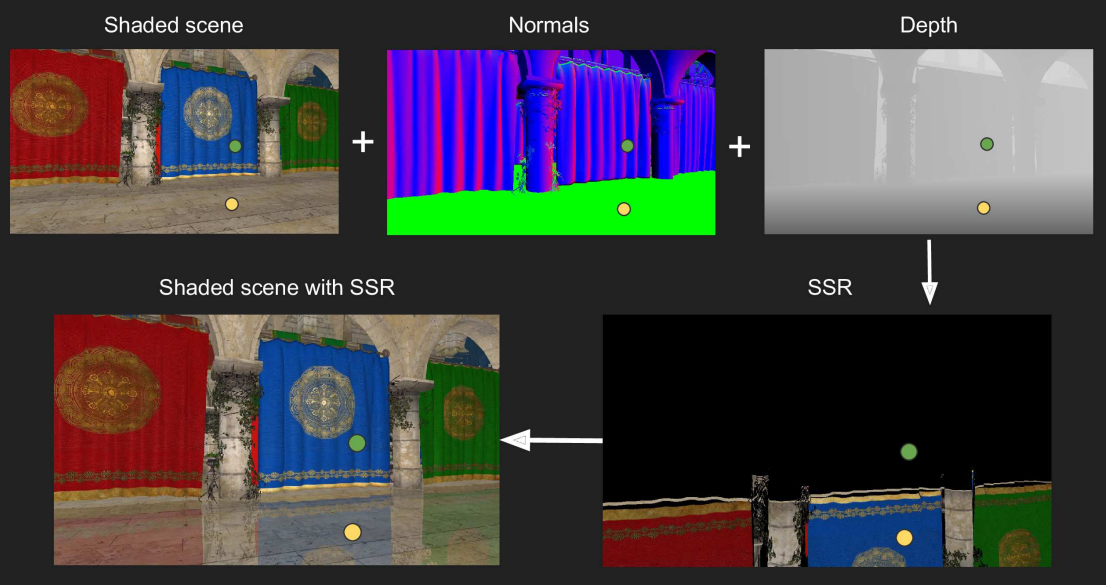 Shaded scene
Normals
Depth
+
+
Shaded scene with SSR
SSR